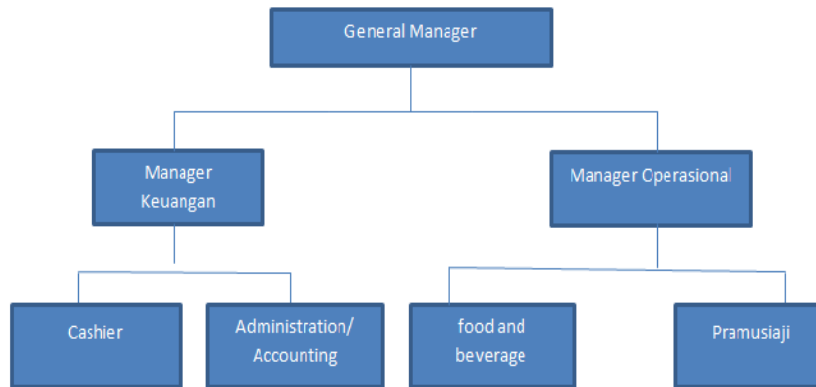 General Manager
Manager
Keuangan
Manager Operasional
Cashier
Administration/
Accounting
food and
beverage
Pramusiaji